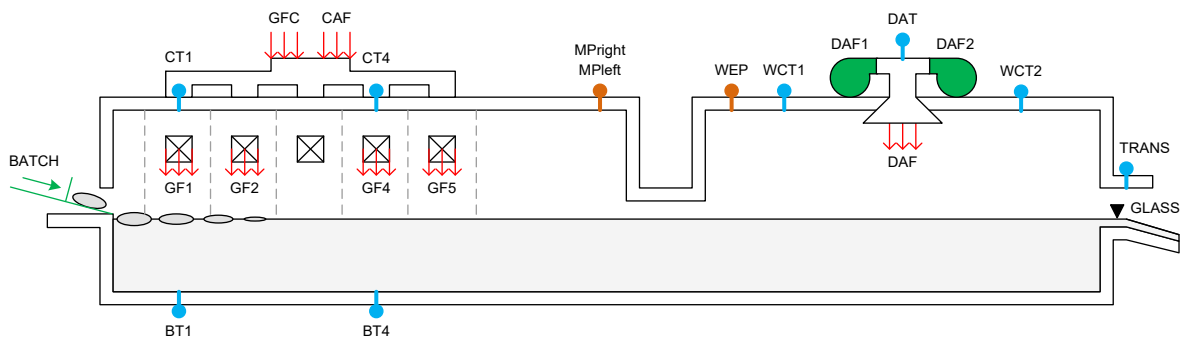 GFC CAF
CT1 CT4
MPright
MPleft
WEP WCT1
DAT
DAF1 DAF2
WCT2
DAF
TRANS
BATCH
GF1 GF2 GF4 GF5
GLASS
BT1 BT4